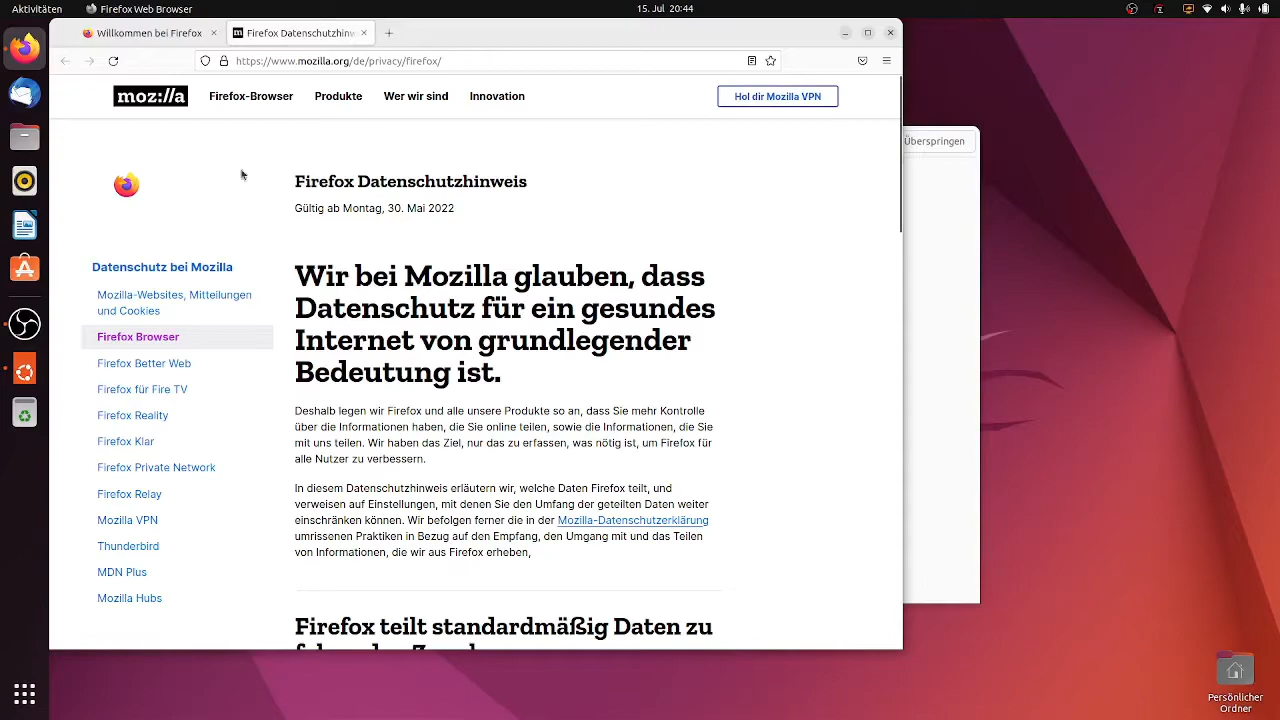 Aktivitäten
Firefox Web Browser
15. Jul 20:44
Willkommen bei Firefox
Firefox Datenschutzhinw
https://www.mozilla.org/de/privacy/firefox/
moz://a
Firefox-Browser
Produkte
Wer wir sind
Innovation
Hol dir Mozilla VPN
Überspringen
Firefox Datenschutzhinweis
Gültig ab Montag, 30. Mai 2022
Datenschutz bei Mozilla
Mozilla-Websites, Mitteilungen
und Cookies
Firefox Browser
Firefox Better Web
Firefox für Fire TV
Firefox Reality
Firefox Klar
Firefox Private Network
Firefox Relay
Mozilla VPN
Thunderbird
MDN Plus
Mozilla Hubs
Wir bei Mozilla glauben, dass
Datenschutz für ein gesundes
Internet von grundlegender
Bedeutung ist.
Deshalb legen wir Firefox und alle unsere Produkte so an, dass Sie mehr Kontrolle
über die Informationen haben, die Sie online teilen, sowie die Informationen, die Sie
mit uns teilen. Wir haben das Ziel, nur das zu erfassen, was nötig ist, um Firefox für
alle Nutzer zu verbessern.
In diesem Datenschutzhinweis erläutern wir, welche Daten Firefox teilt, und
verweisen auf Einstellungen, mit denen Sie den Umfang der geteilten Daten weiter
einschränken können. Wir befolgen ferner die in der Mozilla-Datenschutzerklärung
umrissenen Praktiken in Bezug auf den Empfang, den Umgang mit und das Teilen
von Informationen, die wir aus Firefox erheben,
Firefox teilt standardmäßig Daten zu
Persönlicher
Ordner